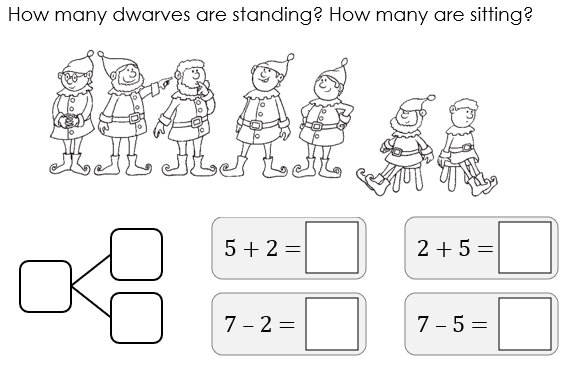 How many dwarves are standing? How many are sitting?
5 + 2 =
2 + 5 =
7 – 2 =
7 – 5 =